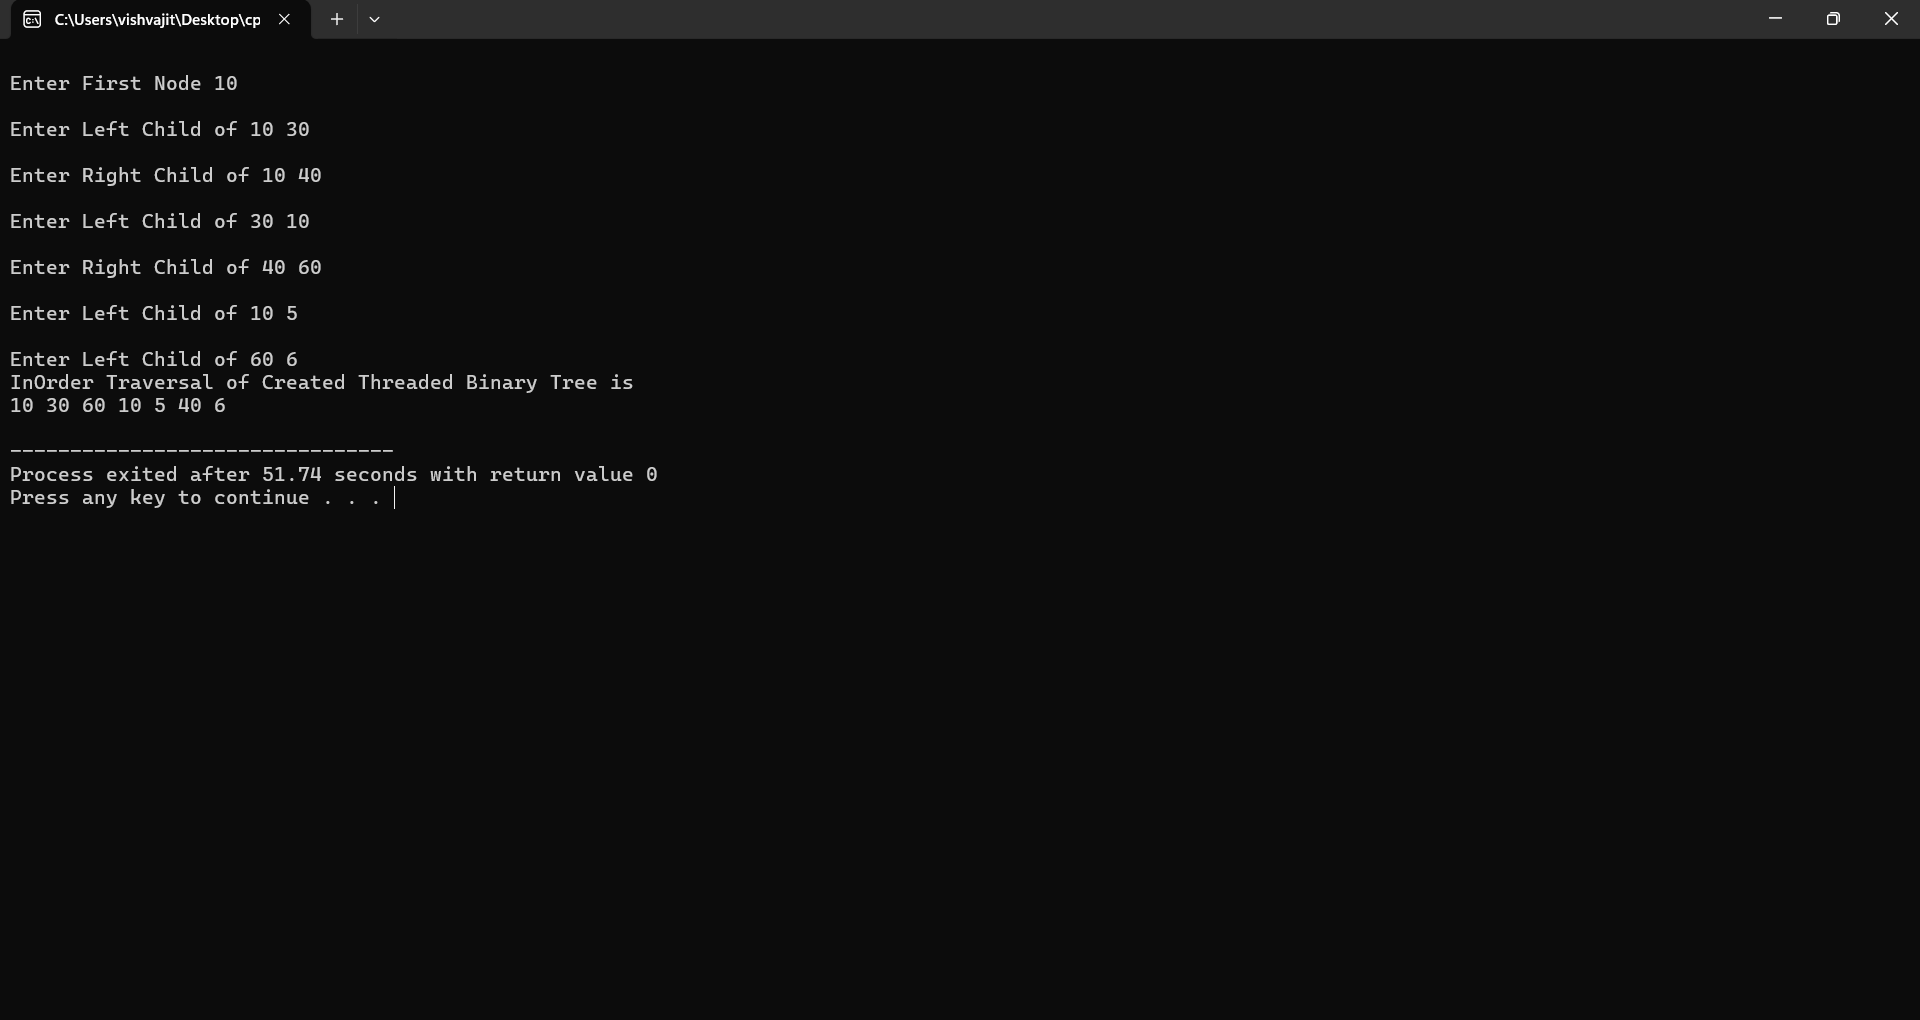 C:\Users\vishvajit\Desktop\cp
Enter First Node 10
Enter Left Child of 10 30
Enter Right Child of 10 40
Enter Left Child of 30 10
Enter Right Child of 40 60
Enter Left Child of 10 5
Enter Left Child of 60 6
InOrder Traversal of Created Threaded Binary Tree is
10 30 60 10 5 40 6
--------------------------------
Process exited after 51.74 seconds with return value 0
Press any key to continue . . .